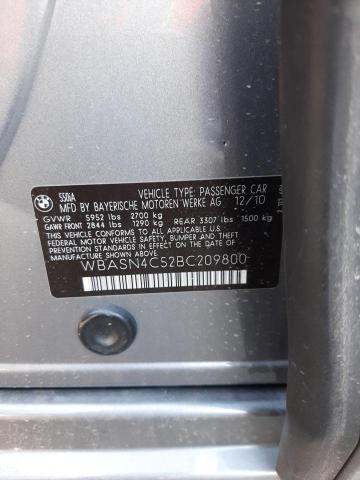 BMW
550iA
VEHICLE TYPE: PASSENGER CAR
MFD BY BAYERISCHE MOTOREN WERKE AG 12/10
GVWR 5952 lbs 2700 kg
GAWR FRONT 2844 lbs 1290 kg REAR 3307 lbs 1500 kg
THIS VEHICLE CONFORMS TO ALL APPLICABLE U.S.
FEDERAL MOTOR VEHICLE SAFETY, BUMPER, AND THEFT
PREVENTION STANDARDS IN EFFECT ON THE DATE
OF MANUFACTURE SHOWN ABOVE.
WBASN4C52BC209800